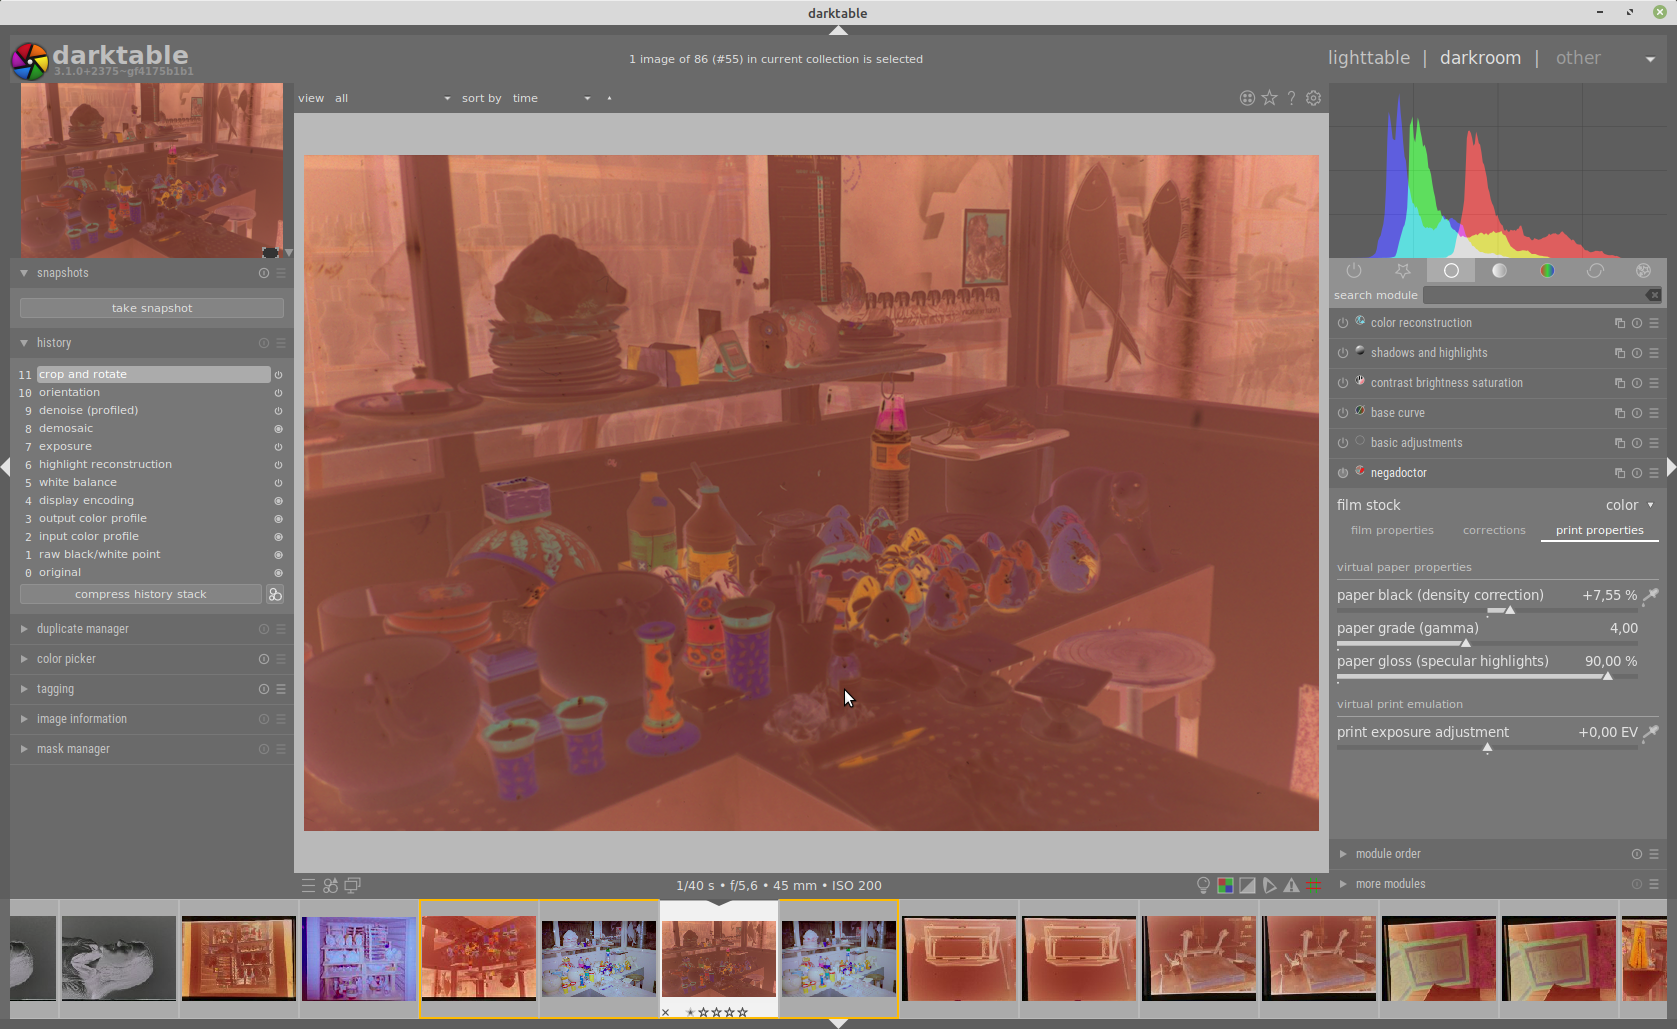 darktable
darktable
3.1.0+2375~gf4175b1b1
1 image of 86 (#55) in current collection is selected
lighttable | darkroom | other
view all sort by time
snapshots
take snapshot
history
11 crop and rotate
10 orientation
9 denoise (profiled)
8 demosaic
7 exposure
6 highlight reconstruction
5 white balance
4 display encoding
3 output color profile
2 input color profile
1 raw black/white point
0 original
compress history stack
duplicate manager
color picker
tagging
image information
mask manager
search module
color reconstruction
shadows and highlights
contrast brightness saturation
base curve
basic adjustments
negadoctor
film stock color
film properties corrections print properties
virtual paper properties
paper black (density correction) +7,55 %
paper grade (gamma) 4,00
paper gloss (specular highlights) 90,00 %
virtual print emulation
print exposure adjustment +0,00 EV
module order
more modules
1/40 s • f/5,6 • 45 mm • ISO 200